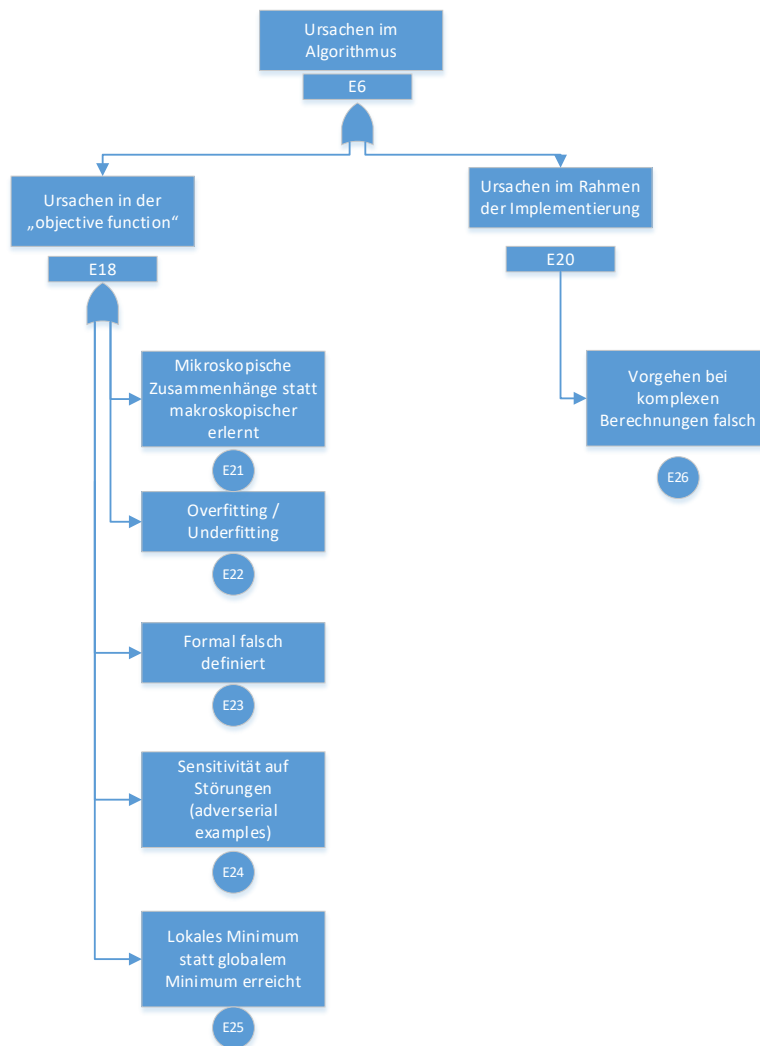 Ursachen im
Algorithmus
E6
Ursachen in der
„objective function“
E18
Ursachen im Rahmen
der Implementierung
E20
Mikroskopische
Zusammenhänge statt
makroskopischer
erlernt
E21
Overfitting /
Underfitting
E22
Formal falsch
definiert
E23
Sensitivität auf
Störungen
(adverserial
examples)
E24
Lokales Minimum
statt globalem
Minimum erreicht
E25
Vorgehen bei
komplexen
Berechnungen falsch
E26